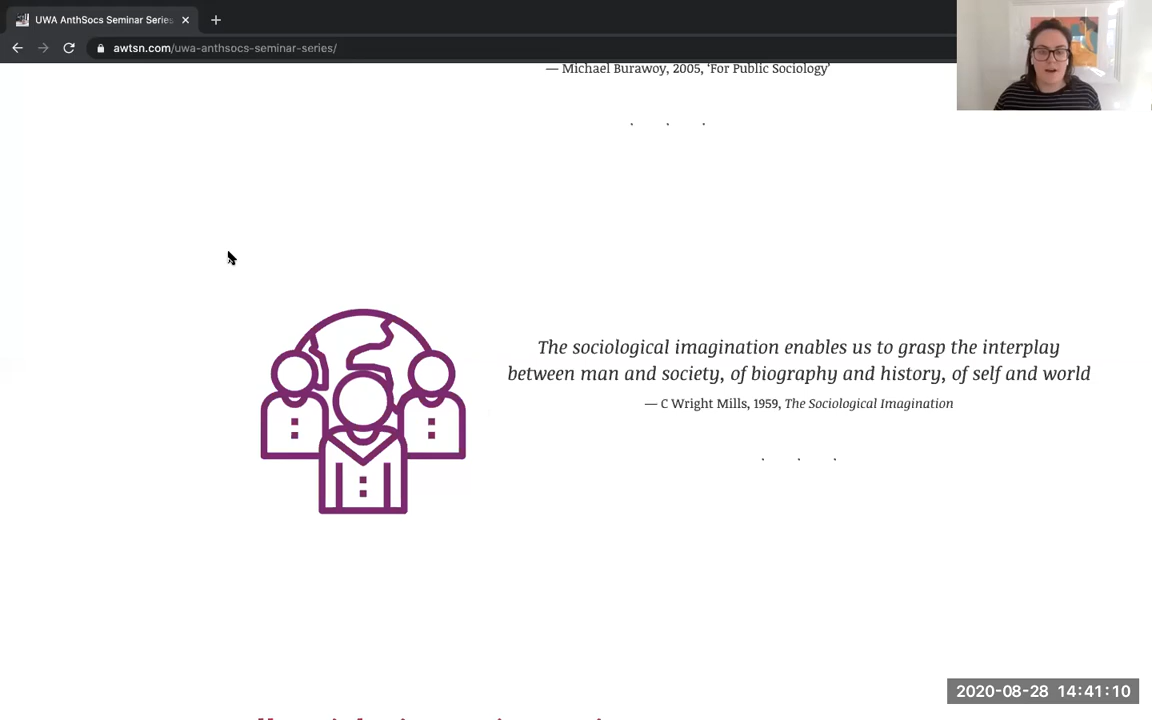 UWA AnthSocs Seminar Series
awtsn.com/uwa-anthsocs-seminar-series/
— Michael Burawoy, 2005, ‘For Public Sociology’
The sociological imagination enables us to grasp the interplay
between man and society, of biography and history, of self and world
— C Wright Mills, 1959, The Sociological Imagination
2020-08-28 14:41:10